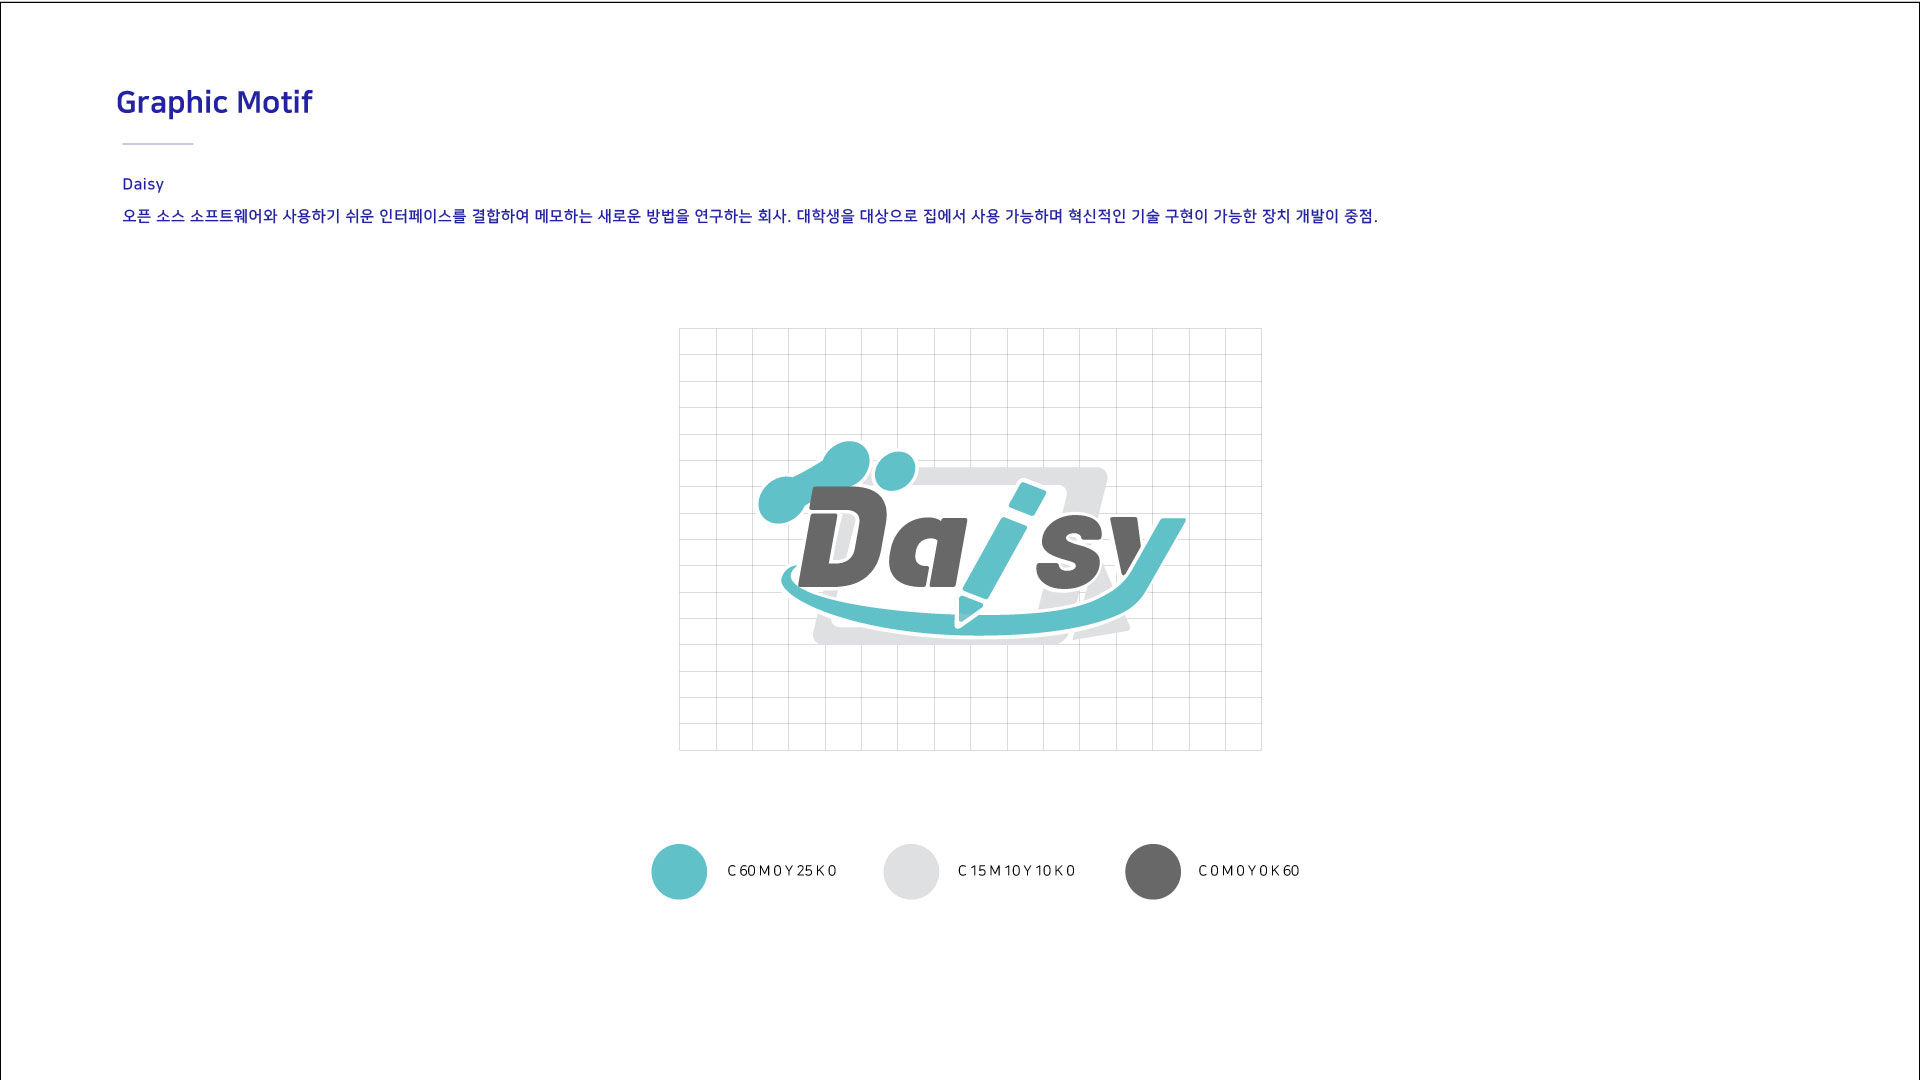 Graphic Motif
Daisy
오픈 소스 소프트웨어와 사용하기 쉬운 인터페이스를 결합하여 메모하는 새로운 방법을 연구하는 회사. 대학생을 대상으로 집에서 사용 가능하며 혁신적인 기술 구현이 가능한 장치 개발이 중점.
Daisy
C 60 M 0 Y 25 K 0
C 15 M 10 Y 10 K 0
C 0 M 0 Y 0 K 60